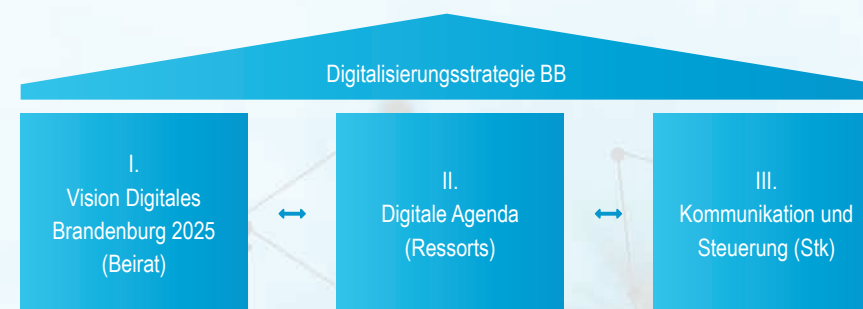 Digitalisierungsstrategie BB
I.
Vision Digitales
Brandenburg 2025
(Beirat)
II.
Digitale Agenda
(Ressorts)
III.
Kommunikation und
Steuerung (Stk)